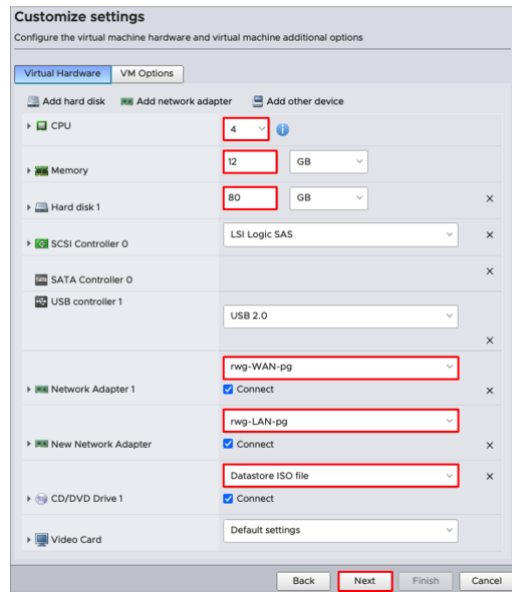 Customize settings
Configure the virtual machine hardware and virtual machine additional options
Virtual Hardware VM Options
Add hard disk Add network adapter Add other device
CPU 4
Memory 12 GB
Hard disk 1 80 GB
SCSI Controller 0 LSI Logic SAS
SATA Controller 0
USB controller 1
USB 2.0
rwg-WAN-pg
Network Adapter 1 Connect
rwg-LAN-pg
New Network Adapter Connect
Datastore ISO file
CD/DVD Drive 1 Connect
Video Card Default settings
Back Next Finish Cancel